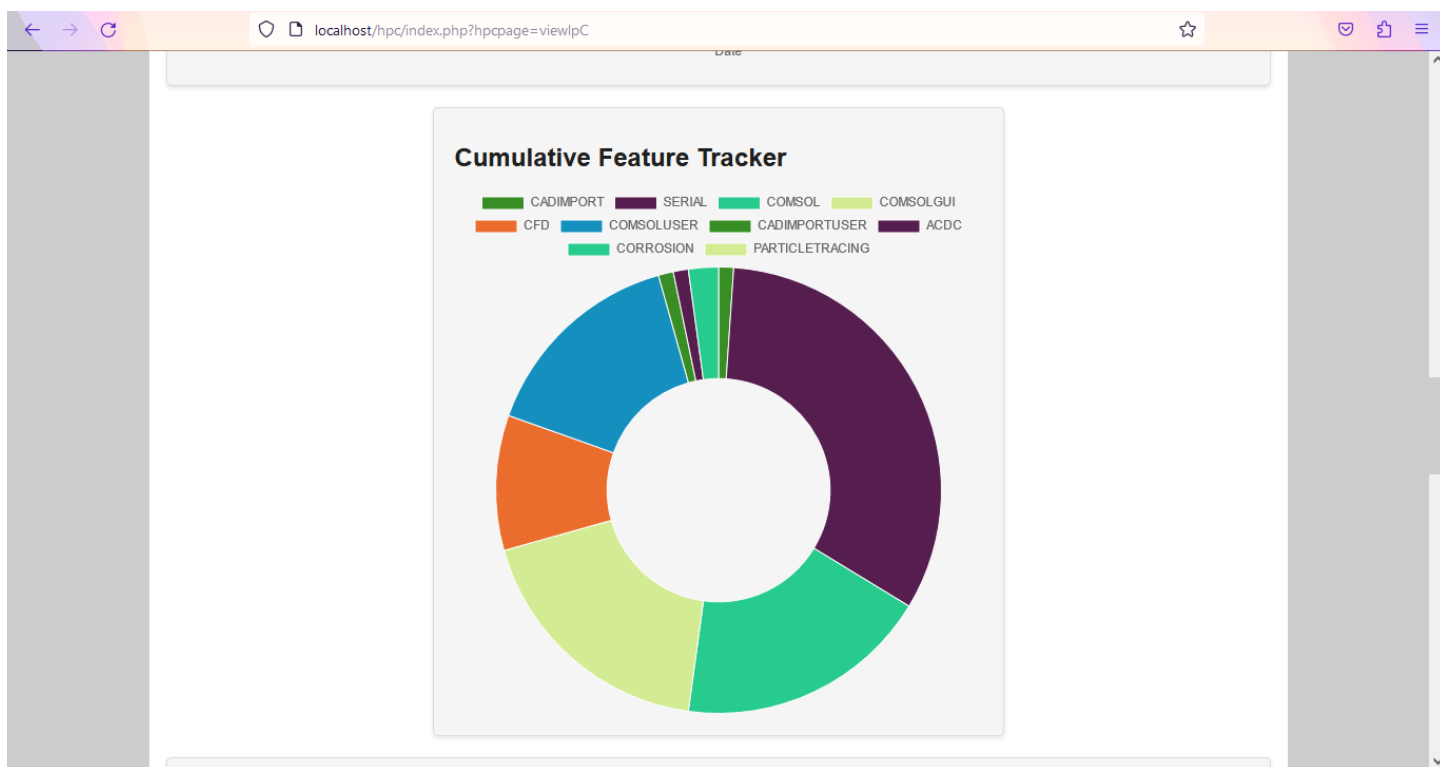 localhost/hpc/index.php?hpcpage=viewlpC
Date
Cumulative Feature Tracker
CADIMPORT SERIAL COMSOL COMSOLGUI
CFD COMSOLUSER CADIMPORTUSER ACDC
CORROSION PARTICLETRACING